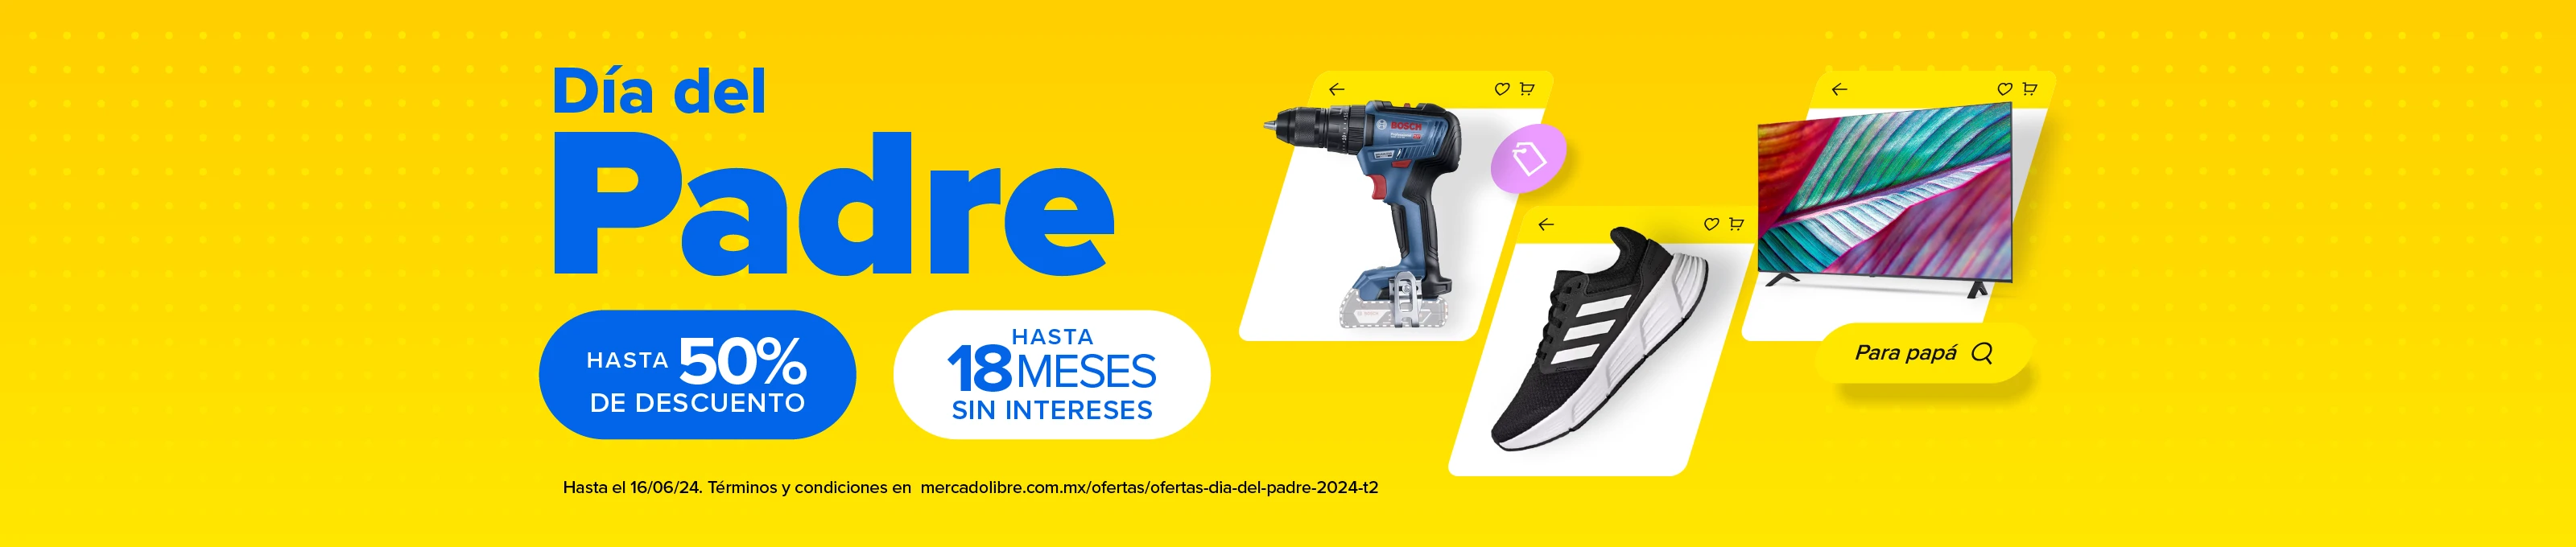 Día del
Padre
HASTA 50%
DE DESCUENTO
HASTA
18 MESES
SIN INTERESES
Hasta el 16/06/24. Términos y condiciones en mercadolibre.com.mx/ofertas/ofertas-dia-del-padre-2024-t2
BOSCH
Para papá